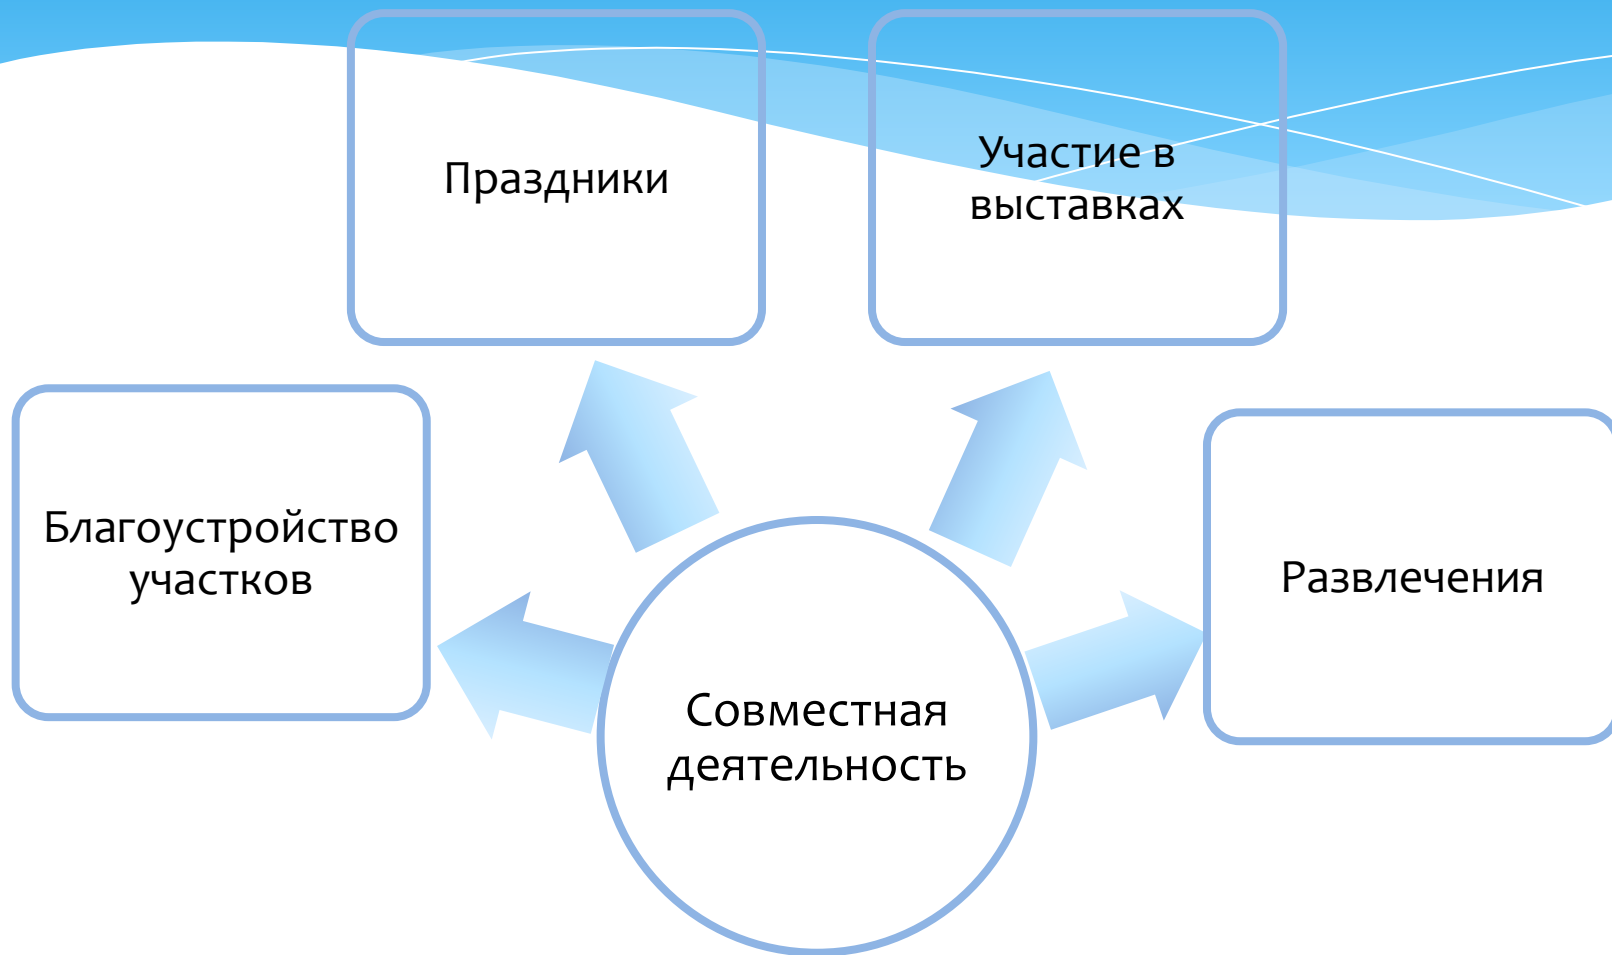 Праздники
Участие в
выставках
Благоустройство
участков
Развлечения
Совместная
деятельность